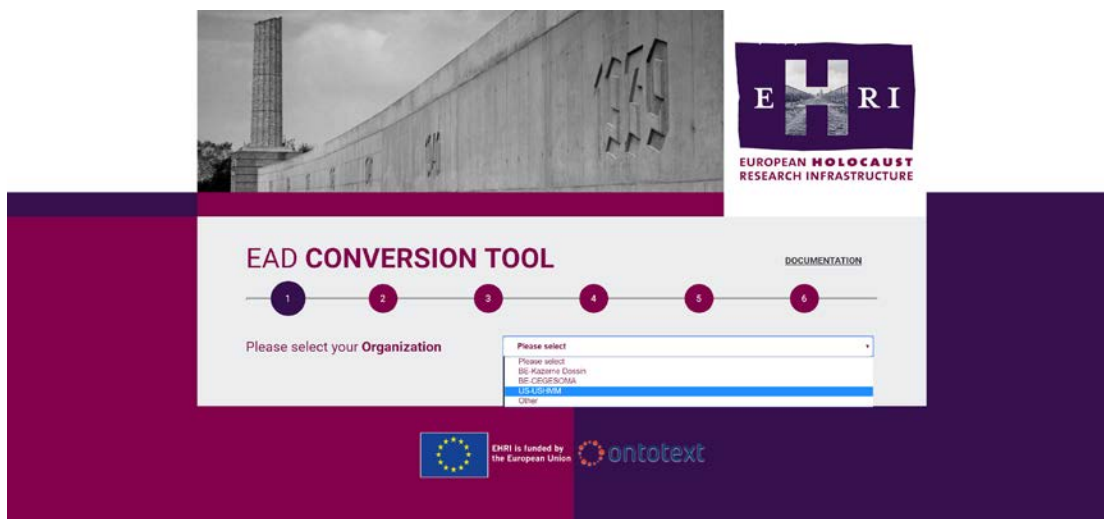 1939
E H RI
EUROPEAN HOLOCAUST
RESEARCH INFRASTRUCTURE
EAD CONVERSION TOOL
DOCUMENTATION
1 2 3 4 5 6
Please select your Organization
Please select
Please select
BE-Kazerne Dossin
BE-CEGESOMA
US-USHMM
Other
EHRI is funded by
the European Union
ontotext